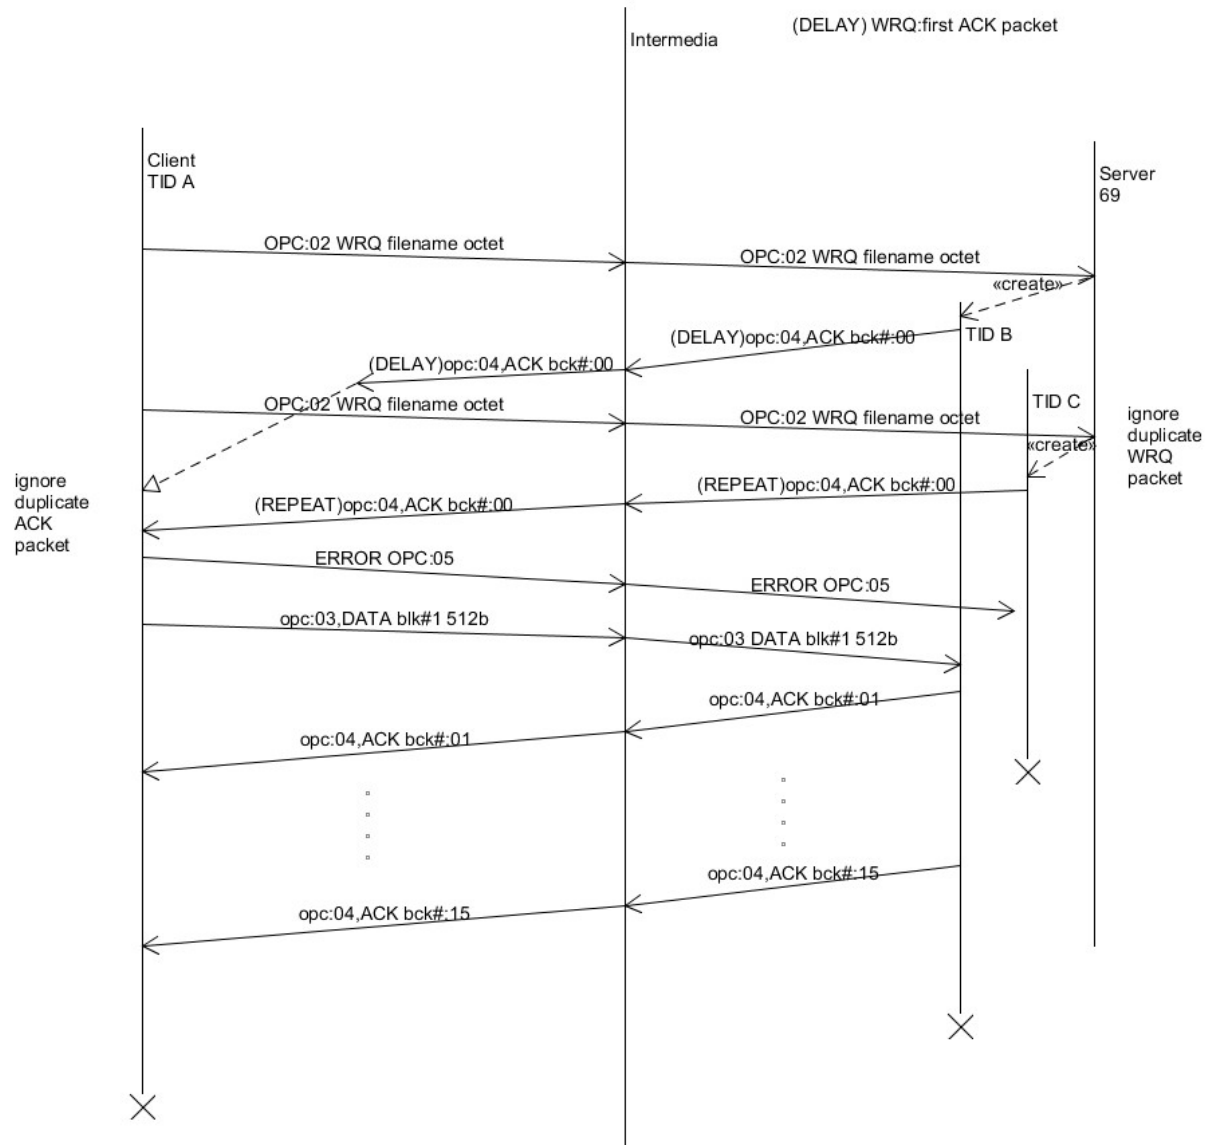 (DELAY) WRQ:first ACK packet
Intermedia
Client
TID A
Server
69
OPC:02 WRQ filename octet
OPC:02 WRQ filename octet
«create»
TID B
(DELAY)opc:04,ACK bck#:00
(DELAY)opc:04,ACK bck#:00
TID C
OPC:02 WRQ filename octet
OPC:02 WRQ filename octet
«create»
ignore
duplicate
WRQ
packet
ignore
duplicate
ACK
packet
(REPEAT)opc:04,ACK bck#:00
(REPEAT)opc:04,ACK bck#:00
ERROR OPC:05
ERROR OPC:05
opc:03,DATA blk#1 512b
opc:03 DATA blk#1 512b
opc:04,ACK bck#:01
opc:04,ACK bck#:01
opc:04,ACK bck#:15
opc:04,ACK bck#:15